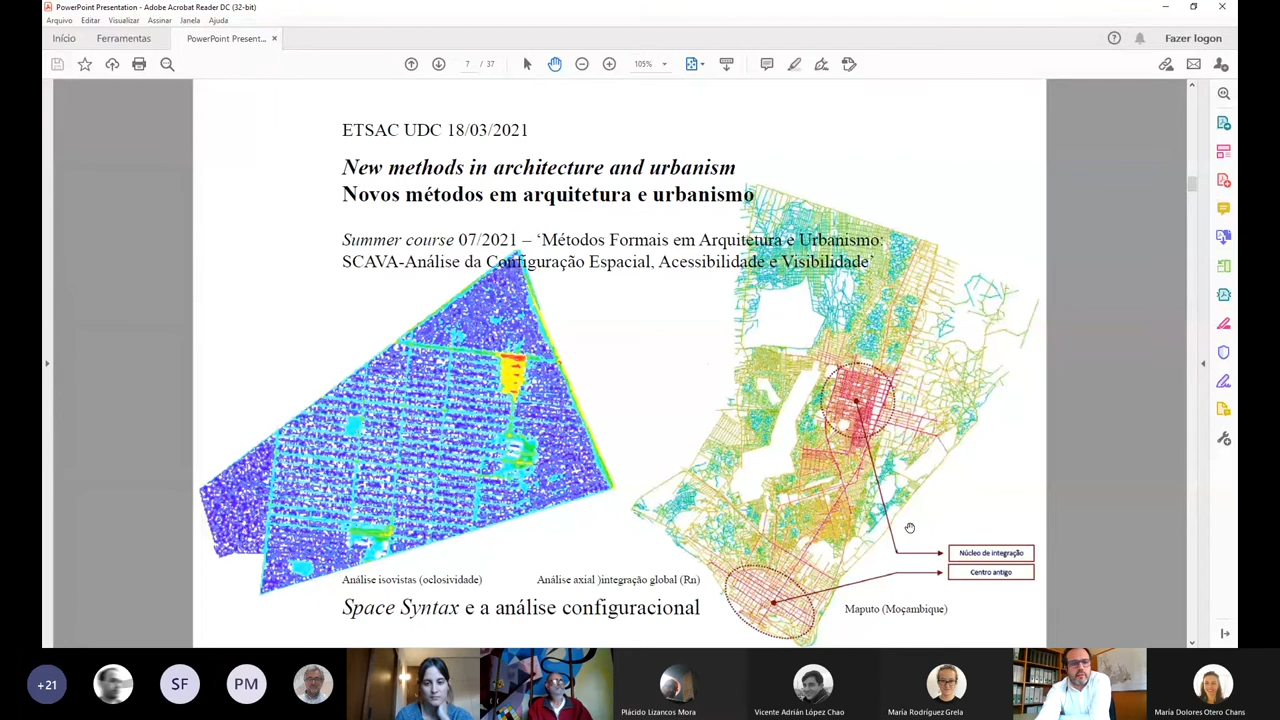 PowerPoint Presentation - Adobe Acrobat Reader DC (32-bit)
Arquivo Editar Visualizar Assinar Janela Ajuda
Início Ferramentas PowerPoint Present... × Fazer logon
7 / 37 105%
ETSAC UDC 18/03/2021
New methods in architecture and urbanism
Novos métodos em arquitetura e urbanismo
Summer course 07/2021 – ‘Métodos Formais em Arquitetura e Urbanismo:
SCAVA-Análise da Configuração Espacial, Acessibilidade e Visibilidade’
Núcleo de integração
Centro antigo
Análise isovistas (oclosividade) Análise axial )integração global (Rn)
Space Syntax e a análise configuracional
Maputo (Moçambique)
+21 SF PM
Plácido Lizancos Mora Vicente Adrián López Chao María Rodríguez Grela María Dolores Otero Chans